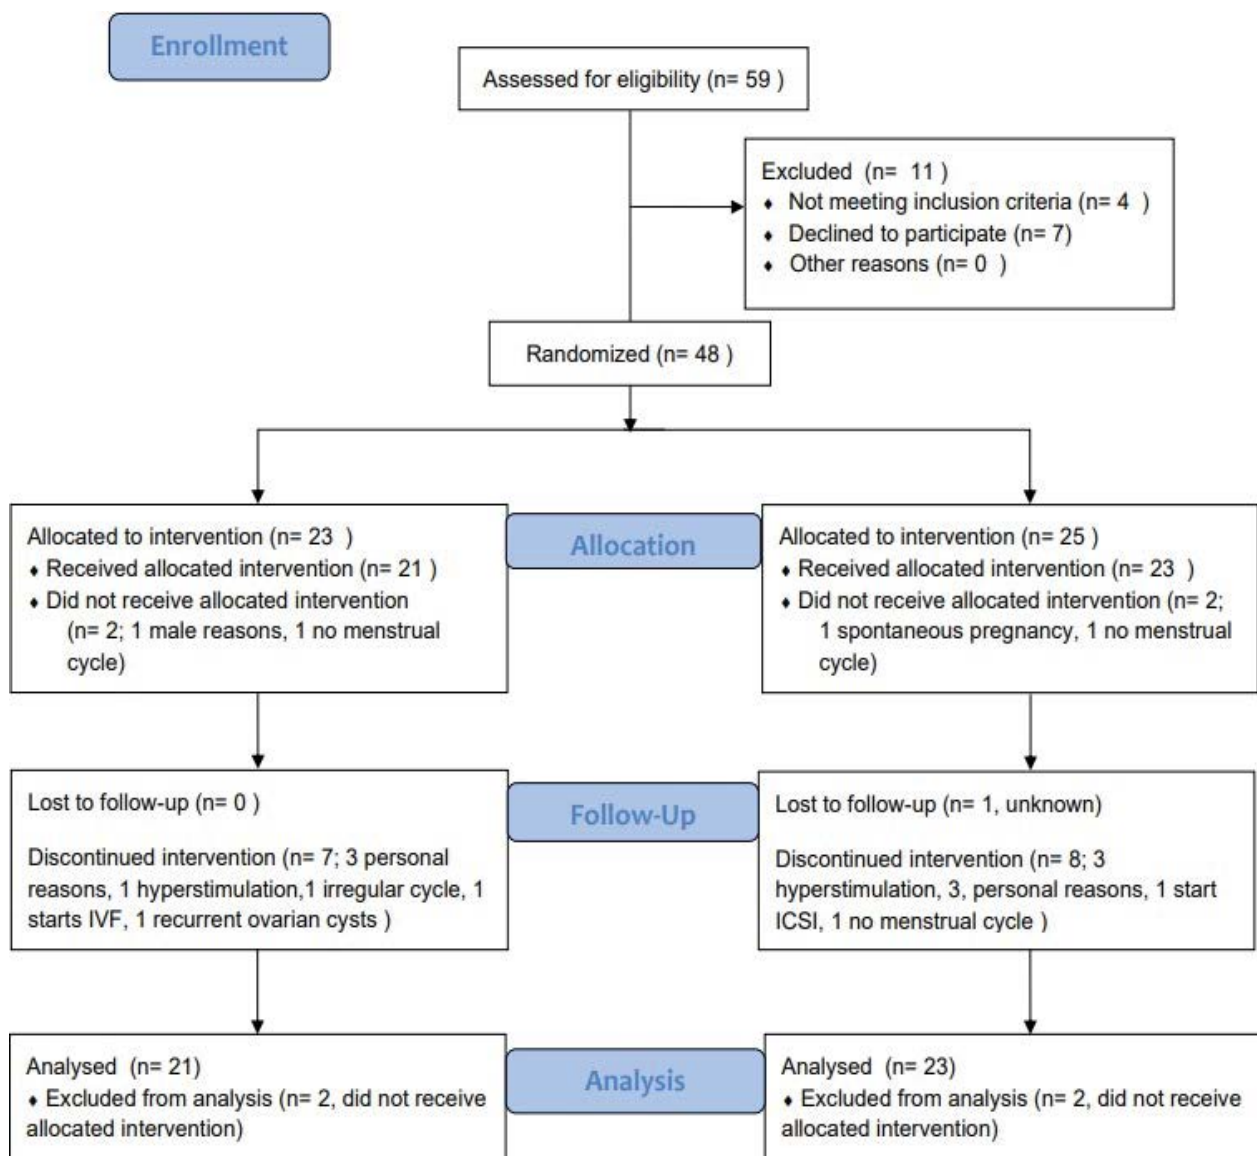 Enrollment
Assessed for eligibility (n= 59 )
Excluded (n= 11 )
♦ Not meeting inclusion criteria (n= 4 )
♦ Declined to participate (n= 7)
♦ Other reasons (n= 0 )
Randomized (n= 48 )
Allocation
Allocated to intervention (n= 23 )
♦ Received allocated intervention (n= 21 )
♦ Did not receive allocated intervention
(n= 2; 1 male reasons, 1 no menstrual
cycle)
Allocated to intervention (n= 25 )
♦ Received allocated intervention (n= 23 )
♦ Did not receive allocated intervention (n= 2;
1 spontaneous pregnancy, 1 no menstrual
cycle)
Follow-Up
Lost to follow-up (n= 0 )
Discontinued intervention (n= 7; 3 personal
reasons, 1 hyperstimulation,1 irregular cycle, 1
starts IVF, 1 recurrent ovarian cysts )
Lost to follow-up (n= 1, unknown)
Discontinued intervention (n= 8; 3
hyperstimulation, 3, personal reasons, 1 start
ICSI, 1 no menstrual cycle )
Analysis
Analysed (n= 21)
♦ Excluded from analysis (n= 2, did not receive
allocated intervention)
Analysed (n= 23)
♦ Excluded from analysis (n= 2, did not receive
allocated intervention)